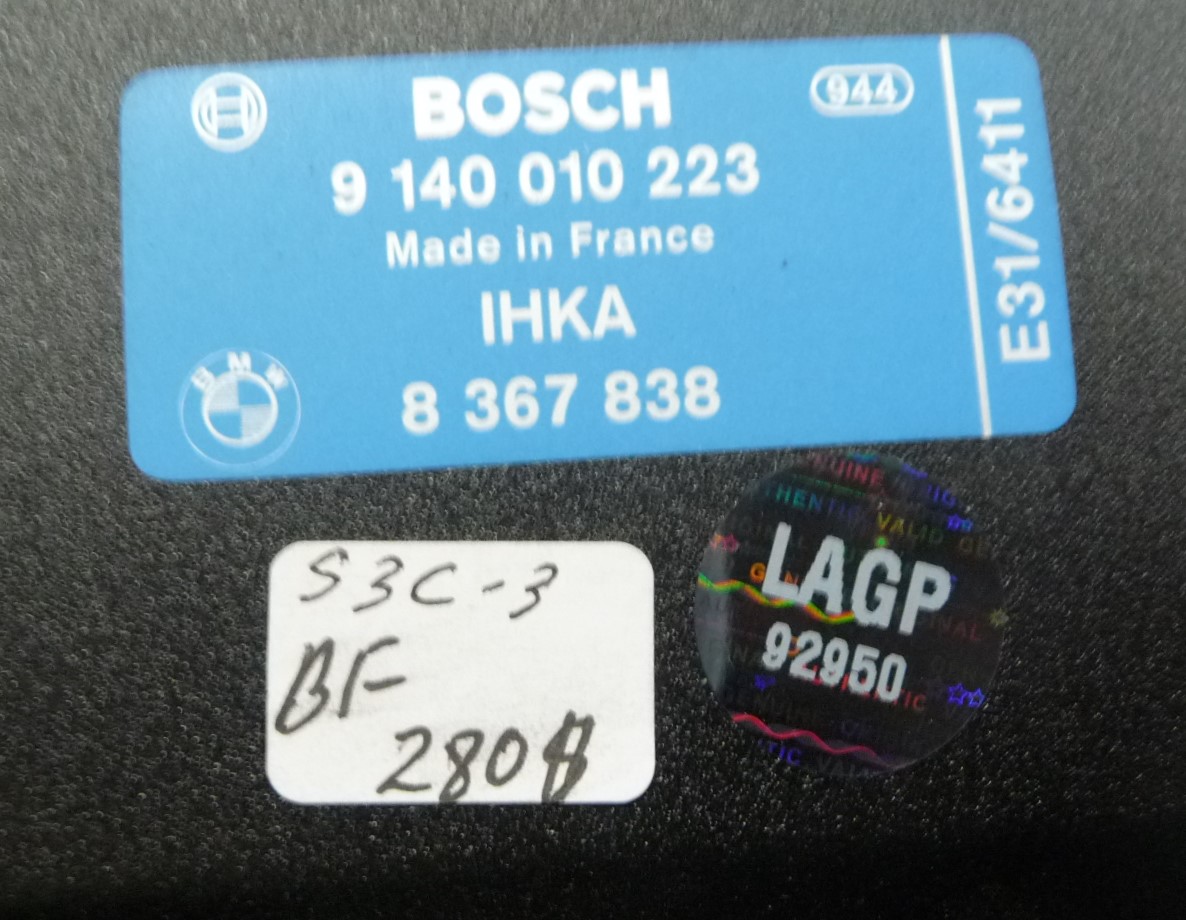 BOSCH
944
9 140 010 223
Made in France
IHKA
BMW
8 367 838
E31/6411
S3C-3
BF
LAGP
92950